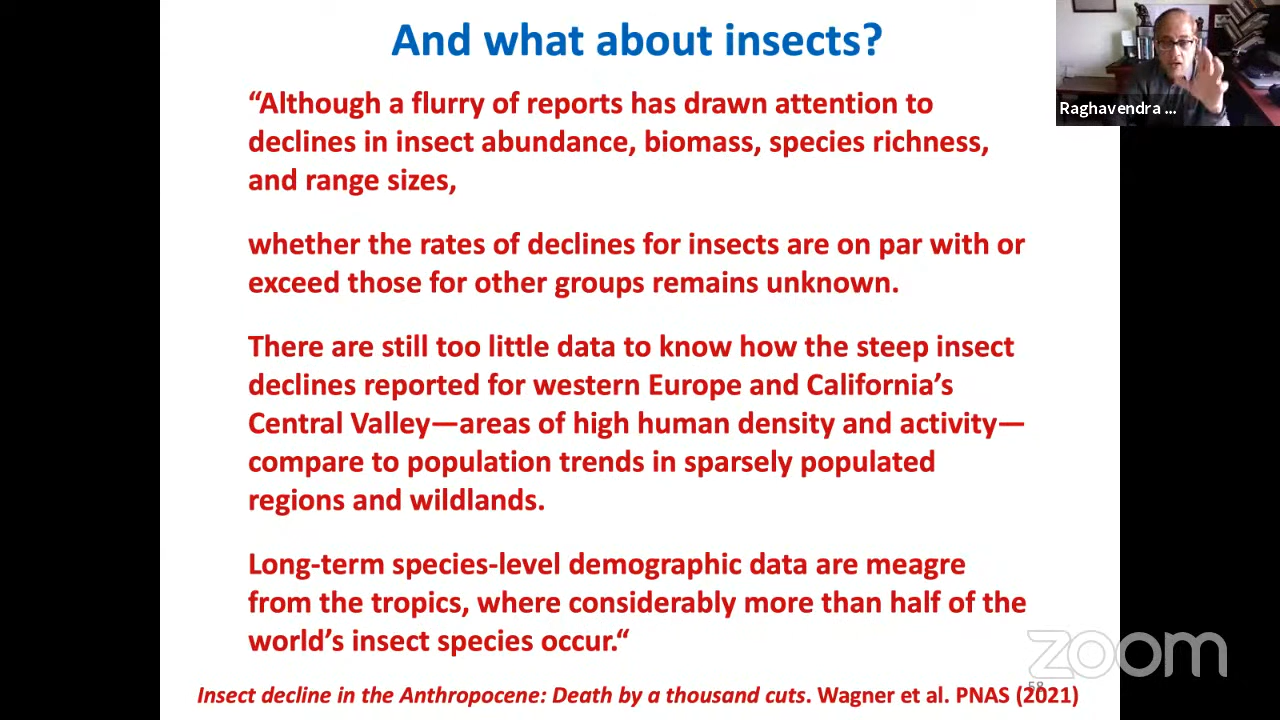 And what about insects?
Raghavendra ...
“Although a flurry of reports has drawn attention to
declines in insect abundance, biomass, species richness,
and range sizes,
whether the rates of declines for insects are on par with or
exceed those for other groups remains unknown.
There are still too little data to know how the steep insect
declines reported for western Europe and California’s
Central Valley—areas of high human density and activity—
compare to population trends in sparsely populated
regions and wildlands.
Long-term species-level demographic data are meagre
from the tropics, where considerably more than half of the
world’s insect species occur.“
zoom
58
Insect decline in the Anthropocene: Death by a thousand cuts. Wagner et al. PNAS (2021)